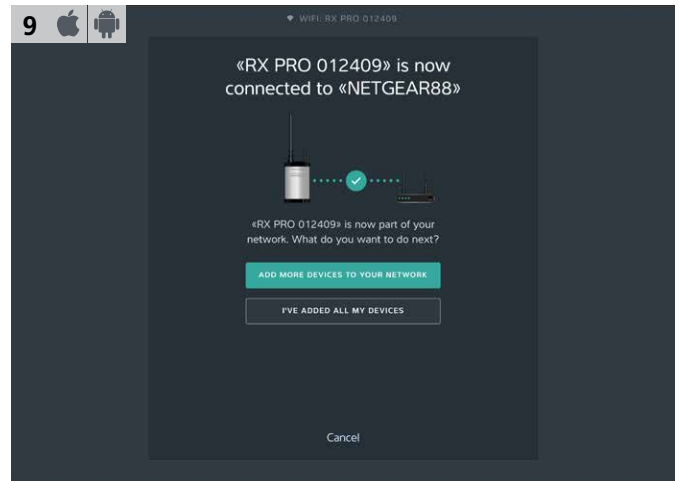 9
WIFI: RX PRO 012409
«RX PRO 012409» is now
connected to «NETGEAR88»
«RX PRO 012409» is now part of your
network. What do you want to do next?
ADD MORE DEVICES TO YOUR NETWORK
I'VE ADDED ALL MY DEVICES
Cancel